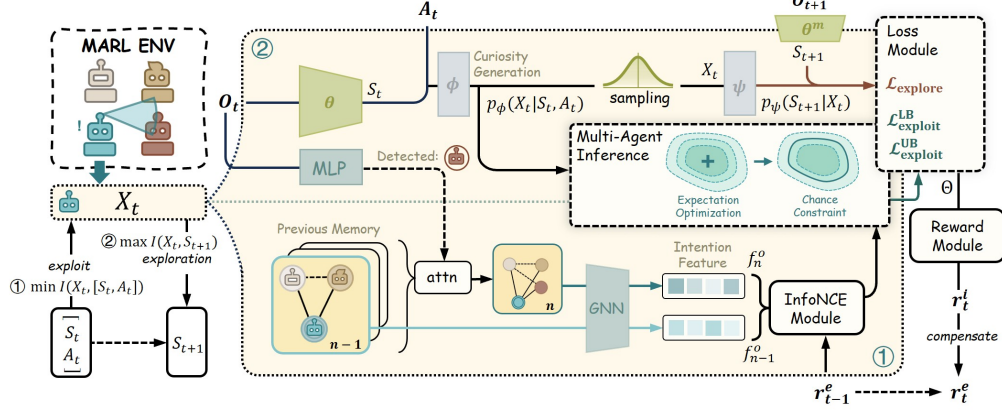 MARL ENV
!
X_t
② max I(X_t, S_{t+1})
exploration
exploit
① min I(X_t, [S_t, A_t])
S_t
A_t
S_{t+1}
②
O_t
A_t
θ
S_t
ϕ
Curiosity
Generation
p_ϕ(X_t|S_t, A_t)
sampling
X_t
ψ
p_ψ(S_{t+1}|X_t)
O_{t+1}
θ^m
S_{t+1}
Loss
Module
ℒ_explore
ℒ^LB_exploit
ℒ^UB_exploit
MLP
Detected:
Multi-Agent
Inference
Expectation
Optimization
Chance
Constraint
Previous Memory
n − 1
attn
n
GNN
Intention
Feature
f^o_n
f^o_{n−1}
InfoNCE
Module
①
r^e_{t−1}
Θ
Reward
Module
r^i_t
compensate
r^e_t